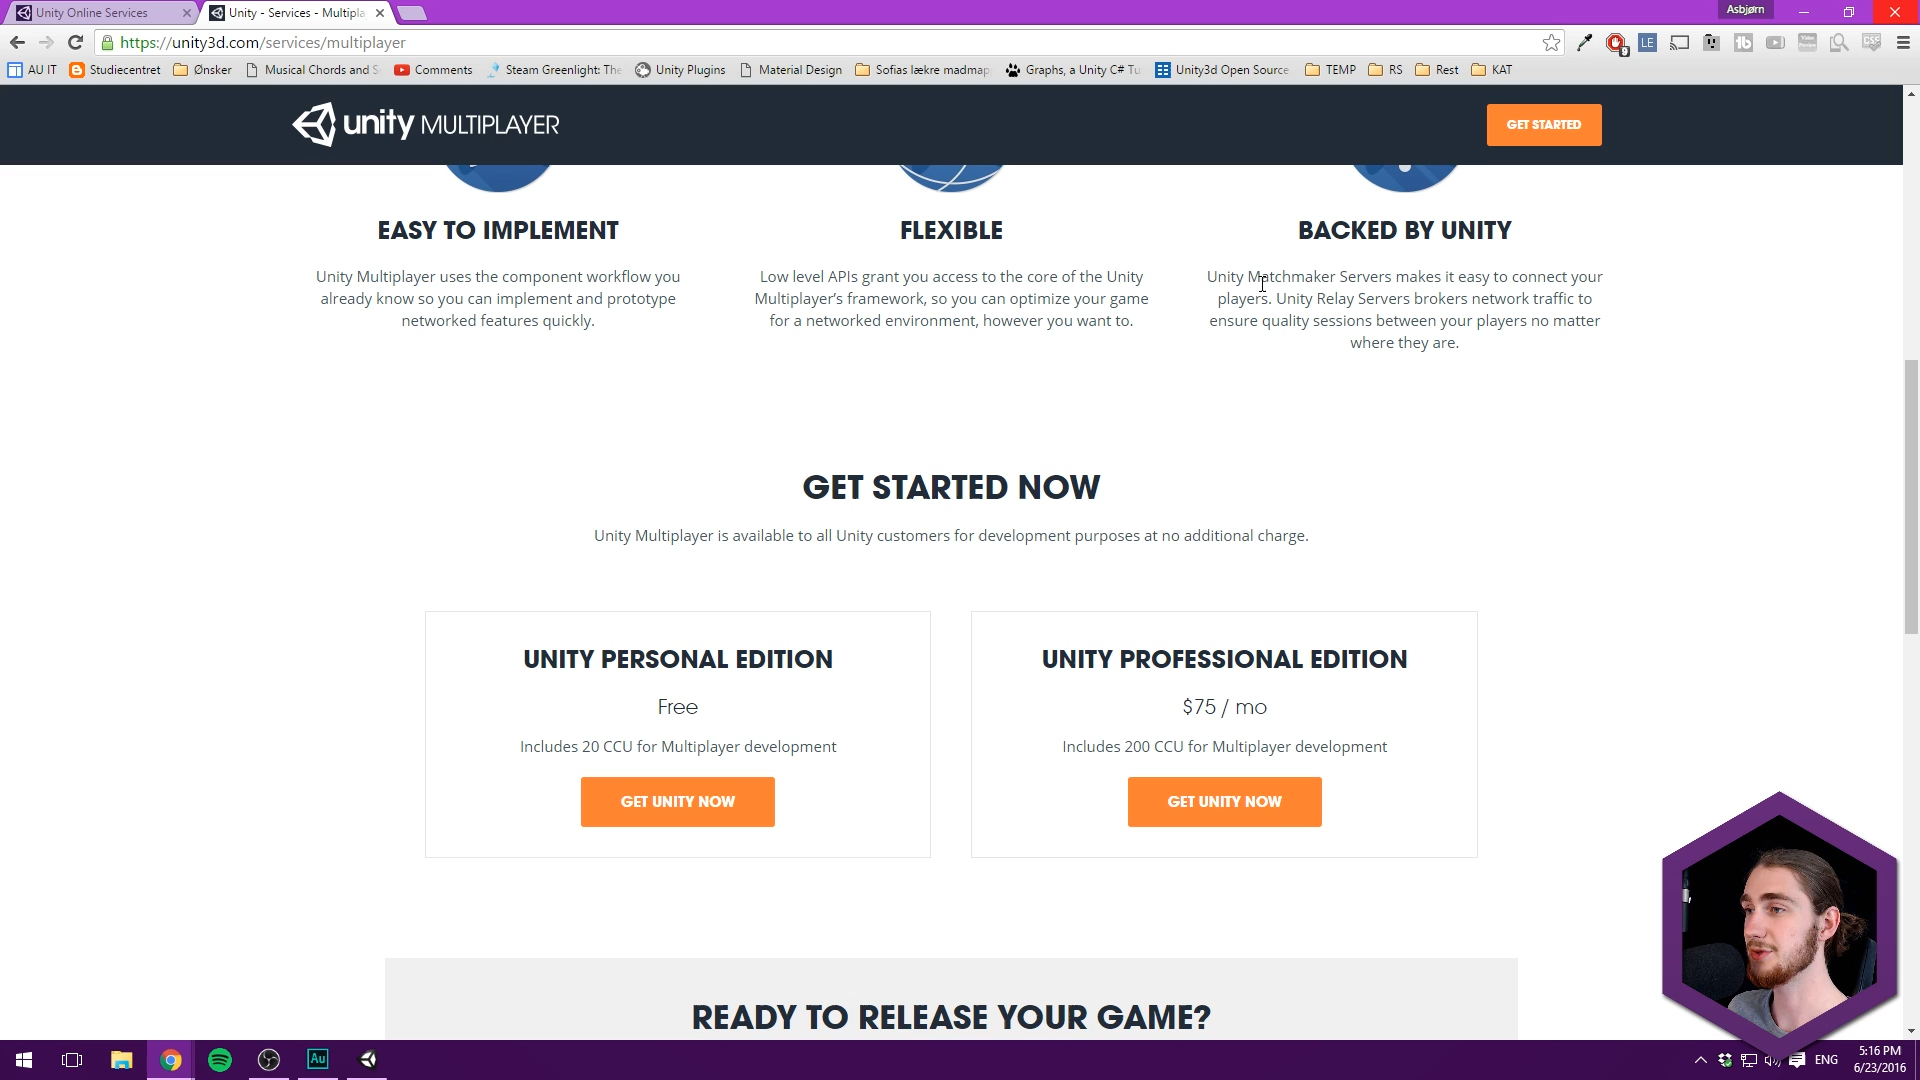 Unity Online Services
Unity - Services - Multipla
Asbjørn
https://unity3d.com/services/multiplayer
AU IT
Studiecentret
Ønsker
Musical Chords and S
Comments
Steam Greenlight: The
Unity Plugins
Material Design
Sofias lækre madmap
Graphs, a Unity C# Tu
Unity3d Open Source
TEMP
RS
Rest
KAT
unity MULTIPLAYER
GET STARTED
EASY TO IMPLEMENT
Unity Multiplayer uses the component workflow you
already know so you can implement and prototype
networked features quickly.
FLEXIBLE
Low level APIs grant you access to the core of the Unity
Multiplayer's framework, so you can optimize your game
for a networked environment, however you want to.
BACKED BY UNITY
Unity Matchmaker Servers makes it easy to connect your
players. Unity Relay Servers brokers network traffic to
ensure quality sessions between your players no matter
where they are.
GET STARTED NOW
Unity Multiplayer is available to all Unity customers for development purposes at no additional charge.
UNITY PERSONAL EDITION
Free
Includes 20 CCU for Multiplayer development
GET UNITY NOW
UNITY PROFESSIONAL EDITION
$75 / mo
Includes 200 CCU for Multiplayer development
GET UNITY NOW
READY TO RELEASE YOUR GAME?
Au
ENG
5:16 PM
6/23/2016